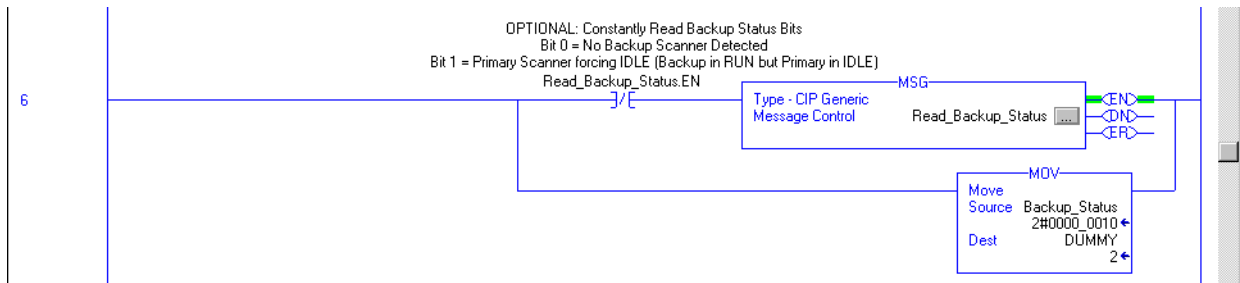 OPTIONAL: Constantly Read Backup Status Bits
Bit 0 = No Backup Scanner Detected
Bit 1 = Primary Scanner forcing IDLE (Backup in RUN but Primary in IDLE)
Read_Backup_Status.EN
MSG
6
Type - CIP Generic
Message Control Read_Backup_Status ...
EN
DN
ER
MOV
Move
Source Backup_Status
2#0000_0010
Dest DUMMY
2